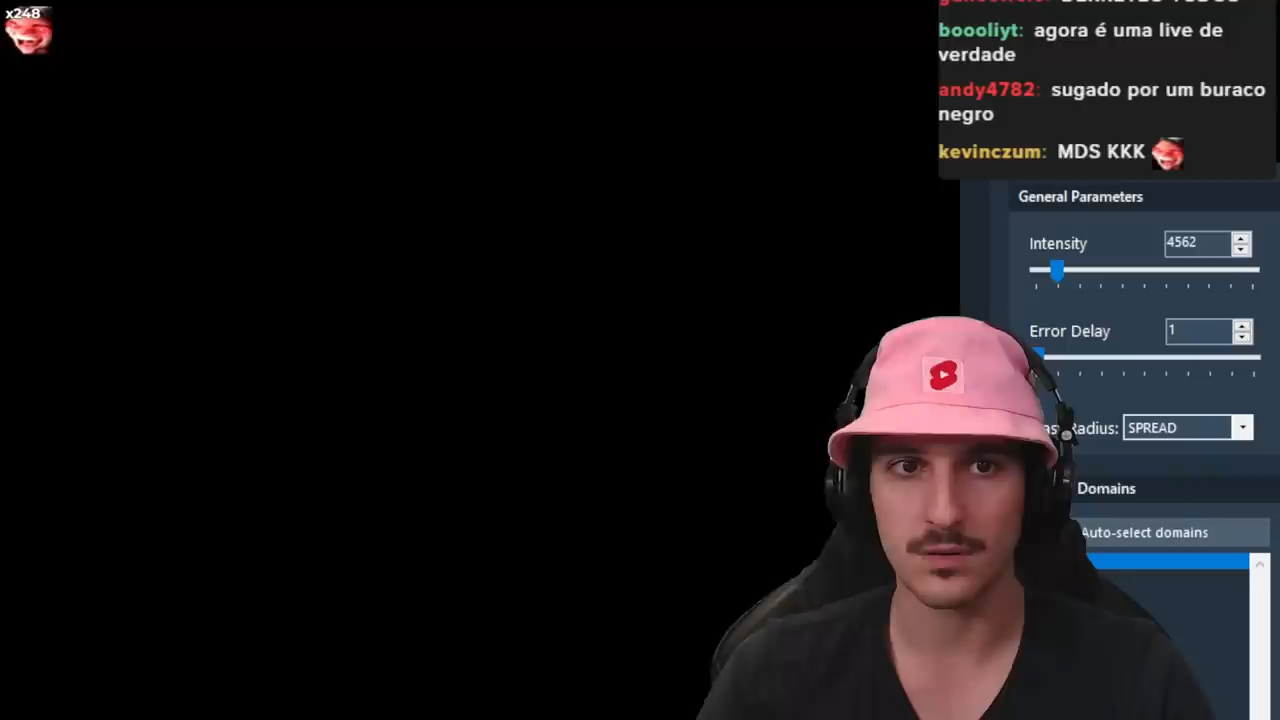 x248
boooliyt: agora é uma live de
verdade
andy4782: sugado por um buraco
negro
kevinczum: MDS KKK
General Parameters
Intensity 4562
Error Delay 1
Radius: SPREAD
Domains
Auto-select domains